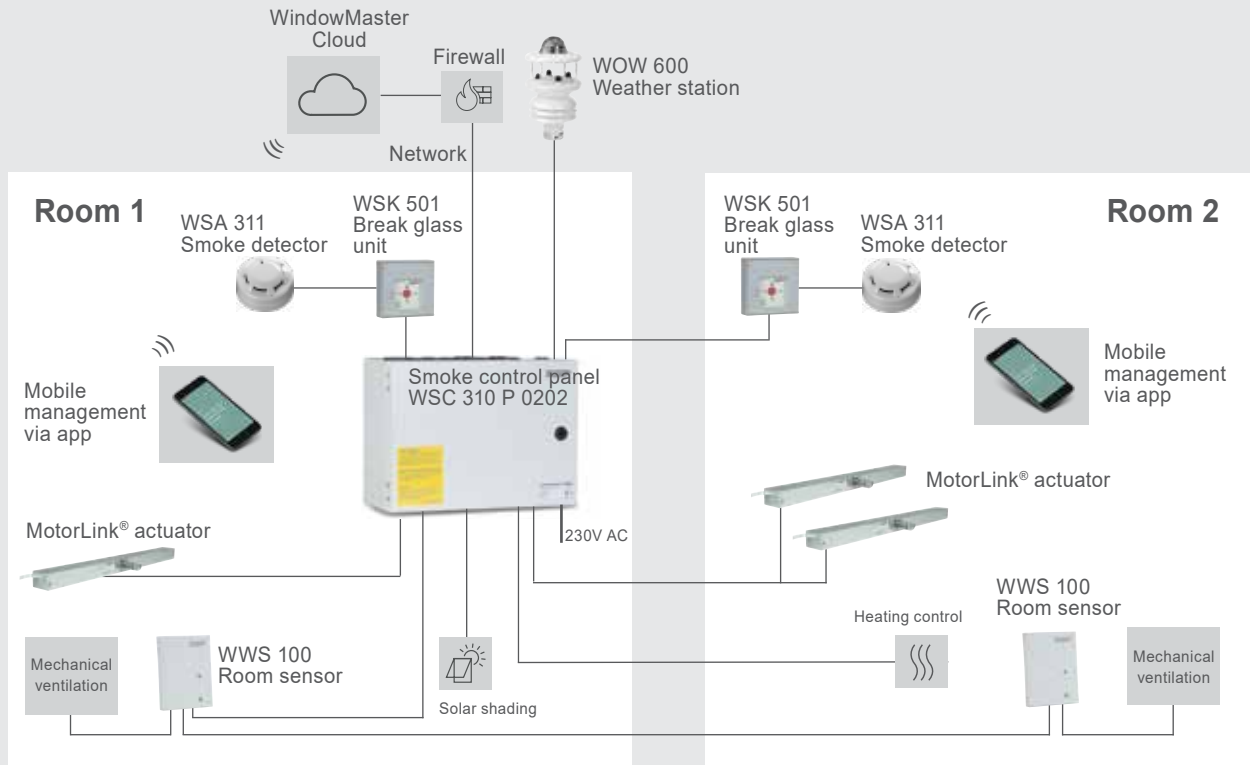 WindowMaster
Cloud
Firewall
WOW 600
Weather station
Network
Room 1
WSA 311
Smoke detector
WSK 501
Break glass
unit
WSK 501
Break glass
unit
WSA 311
Smoke detector
Room 2
Mobile
management
via app
Smoke control panel
WSC 310 P 0202
Mobile
management
via app
230V AC
MotorLink® actuator
MotorLink® actuator
Mechanical
ventilation
WWS 100
Room sensor
Solar shading
Heating control
WWS 100
Room sensor
Mechanical
ventilation